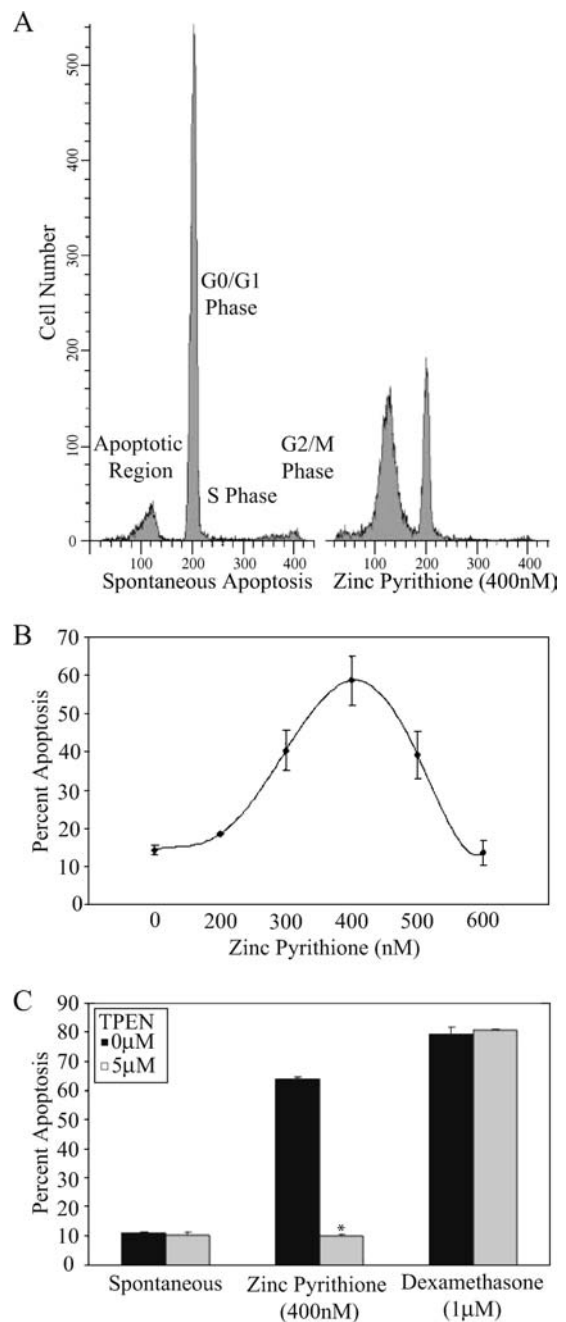 A
Cell Number
500
400
300
200
100
0
G0/G1
Phase
Apoptotic
Region
S Phase
G2/M
Phase
100 200 300 400 100 200 300 400
Spontaneous Apoptosis Zinc Pyrithione (400nM)
B
Percent Apoptosis
70
60
50
40
30
20
10
0
0 200 300 400 500 600
Zinc Pyrithione (nM)
C
Percent Apoptosis
90
80
70
60
50
40
30
20
10
0
TPEN
0µM
5µM
*
Spontaneous Zinc Pyrithione Dexamethasone
(400nM) (1µM)